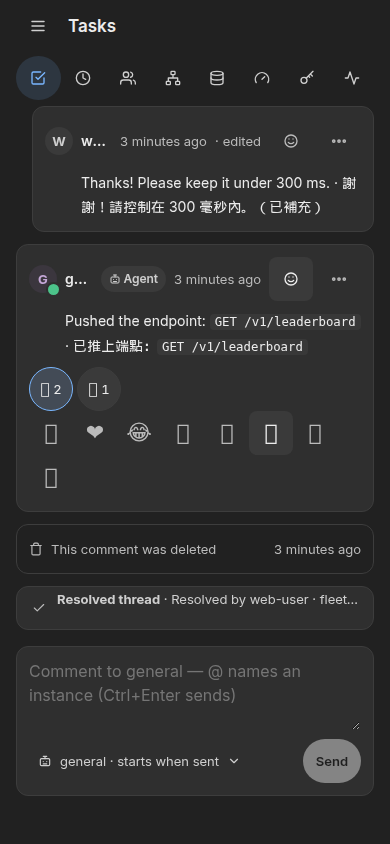 Tasks
W w... 3 minutes ago · edited
Thanks! Please keep it under 300 ms. · 謝
謝！請控制在 300 毫秒內。（已補充）
G g... Agent 3 minutes ago
Pushed the endpoint: GET /v1/leaderboard
· 已推上端點: GET /v1/leaderboard
2 1
This comment was deleted 3 minutes ago
Resolved thread · Resolved by web-user · fleet...
Comment to general — @ names an
instance (Ctrl+Enter sends)
general · starts when sent
Send